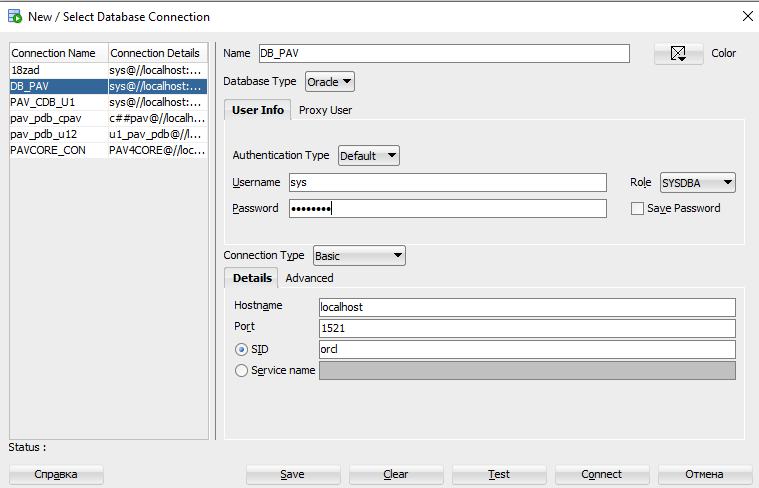 New / Select Database Connection
Connection Name Connection Details
18zad sys@//localhost:...
DB_PAV sys@//localhost:...
PAV_CDB_U1 sys@//localhost:...
pav_pdb_cpav c##pav@//localh...
pav_pdb_u12 u1_pav_pdb@//l...
PAVCORE_CON PAV4CORE@//loc...
Name DB_PAV Color
Database Type Oracle
User Info Proxy User
Authentication Type Default
Username sys Role SYSDBA
Password •••••••• Save Password
Connection Type Basic
Details Advanced
Hostname localhost
Port 1521
SID orcl
Service name
Status :
Справка Save Clear Test Connect Отмена